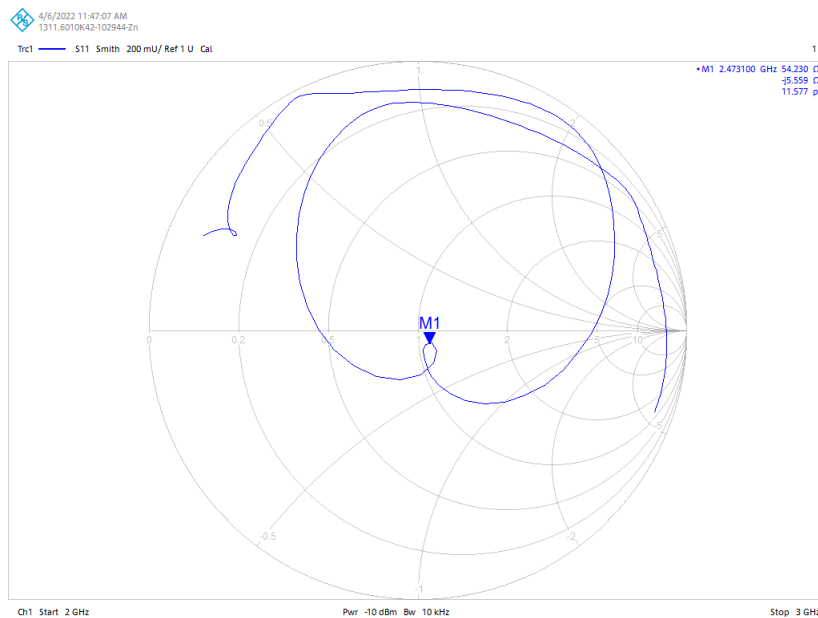 4/6/2022 11:47:07 AM
1311.6010K42-102944-Zn
Trc1 S11 Smith 200 mU/ Ref 1 U Cal 1
•M1 2.473100 GHz 54.230 Ω
-j5.559 Ω
11.577 p
1
0.5 2
5
M1
0 0.2 0.5 1 2 5 10
-5
-0.5 -2
-1
Ch1 Start 2 GHz Pwr -10 dBm Bw 10 kHz Stop 3 GHz